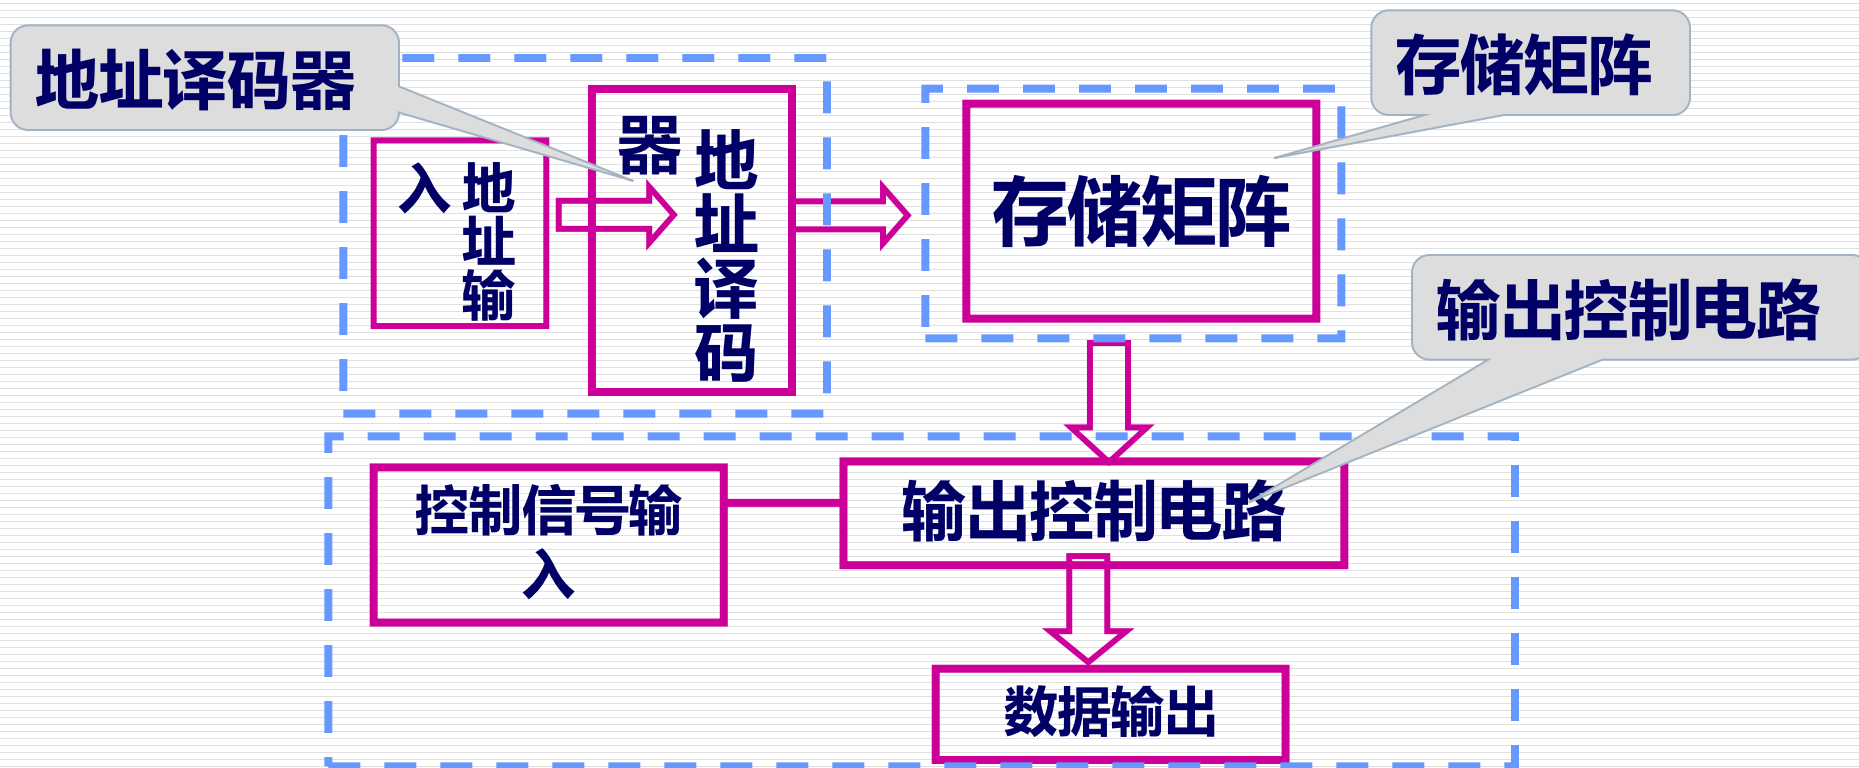 地址译码器
存储矩阵
地址输
入
地址译码
器
存储矩阵
输出控制电路
控制信号输
入
输出控制电路
数据输出